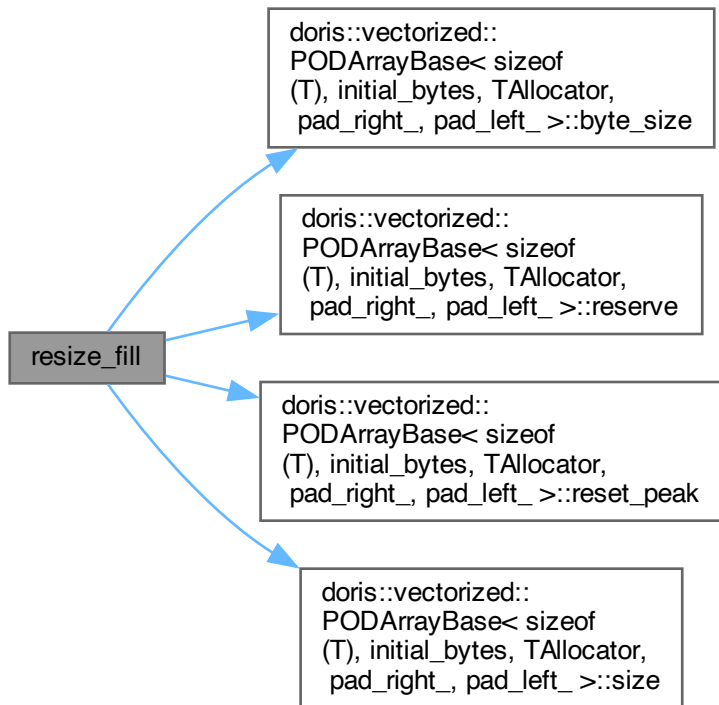 doris::vectorized::
PODArrayBase< sizeof
(T), initial_bytes, TAllocator,
pad_right_, pad_left_ >::byte_size
doris::vectorized::
PODArrayBase< sizeof
(T), initial_bytes, TAllocator,
pad_right_, pad_left_ >::reserve
resize_fill
doris::vectorized::
PODArrayBase< sizeof
(T), initial_bytes, TAllocator,
pad_right_, pad_left_ >::reset_peak
doris::vectorized::
PODArrayBase< sizeof
(T), initial_bytes, TAllocator,
pad_right_, pad_left_ >::size